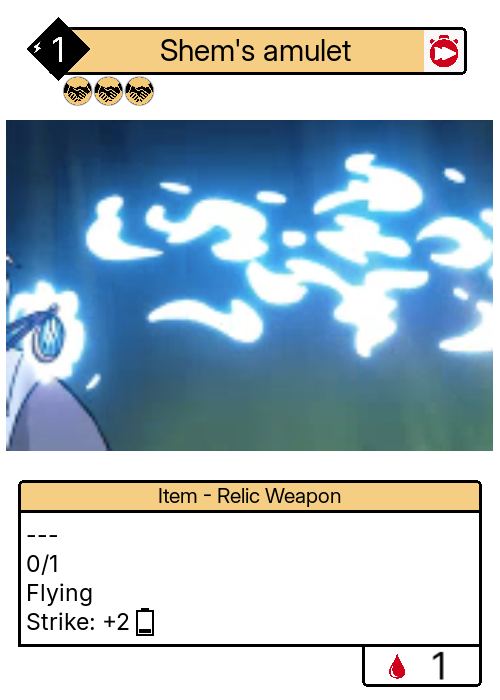 1
Shem's amulet
Item - Relic Weapon
---
0/1
Flying
Strike: +2
1